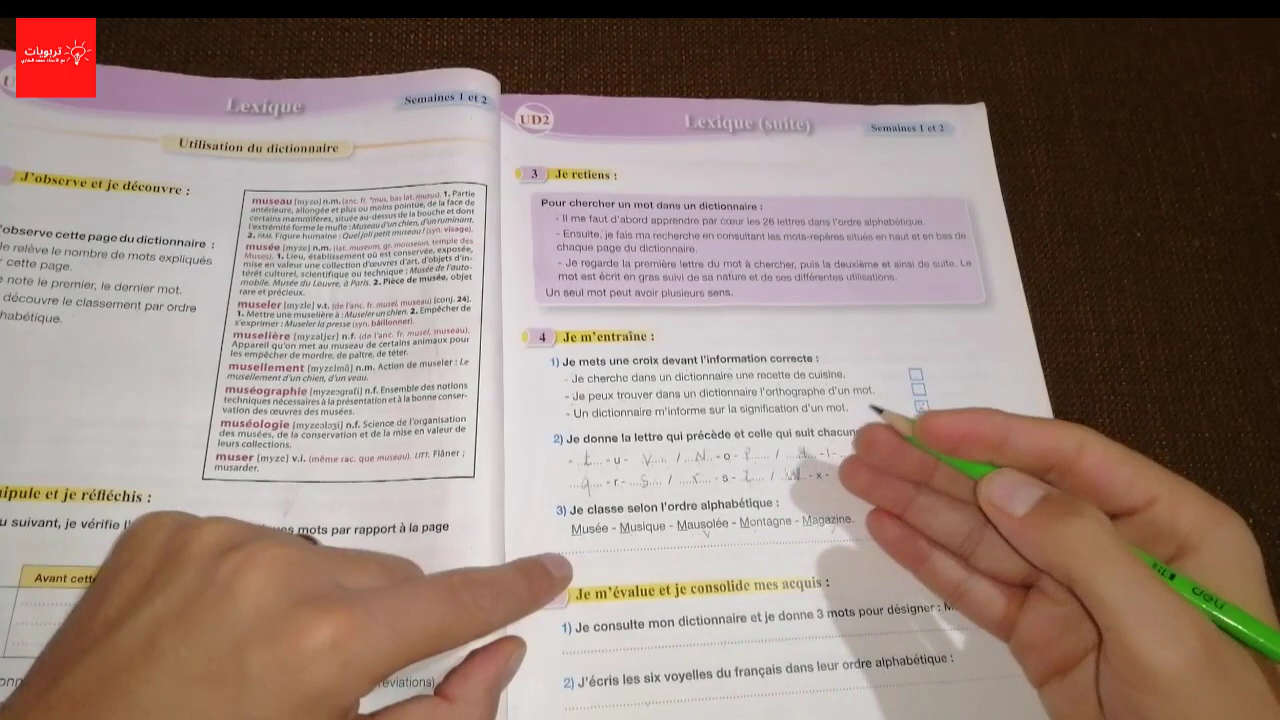 تربويات
Lexique
Semaines 1 et 2
Utilisation du dictionnaire
J'observe et je découvre :
'observe cette page du dictionnaire :
Je relève le nombre de mots expliqués
cette page.
note le premier, le dernier mot.
découvre le classement par ordre
habétique.
museau [myzo] n.m. (anc. fr. *mus, bas lat. musus). 1. Partie
antérieure, allongée et plus ou moins pointue, de la face de
certains mammifères, située au-dessus de la bouche et dont
l'extrémité forme le mufle : Museau d'un chien, d'un ruminant.
2. FAM. Figure humaine : Quel joli petit museau ! (syn. visage).
musée [myze] n.m. (lat. museum, gr. mouseion, temple des
Muses). 1. Lieu, établissement où est conservée, exposée,
mise en valeur une collection d'œuvres d'art, d'objets d'in-
térêt culturel, scientifique ou technique : Musée de l'auto-
mobile. Musée du Louvre, à Paris. 2. Pièce de musée, objet
rare et précieux.
museler [myzle] v.t. (de l'anc. fr. musel, museau) [conj. 24].
1. Mettre une muselière à : Museler un chien. 2. Empêcher de
s'exprimer : Museler la presse (syn. bâillonner).
muselière [myzəljɛr] n.f. (de l'anc. fr. musel, museau).
Appareil qu'on met au museau de certains animaux pour
les empêcher de mordre, de paître, de téter.
musellement [myzɛlmɑ̃] n.m. Action de museler : Le
musellement d'un chien, d'un veau.
muséographie [myzeɔgrafi] n.f. Ensemble des notions
techniques nécessaires à la présentation et à la bonne conser-
vation des œuvres des musées.
muséologie [myzeɔlɔʒi] n.f. Science de l'organisation
des musées, de la conservation et de la mise en valeur de
leurs collections.
muser [myze] v.i. (même rac. que museau). LITT. Flâner ;
musarder.
nipule et je réfléchis :
u suivant, je vérifie l'
mots par rapport à la page
Avant cett
éviations)
UD2
Lexique (suite)
Semaines 1 et 2
3 Je retiens :
Pour chercher un mot dans un dictionnaire :
- Il me faut d'abord apprendre par cœur les 26 lettres dans l'ordre alphabétique.
- Ensuite, je fais ma recherche en consultant les mots-repères situés en haut et en bas de
chaque page du dictionnaire.
- Je regarde la première lettre du mot à chercher, puis la deuxième et ainsi de suite. Le
mot est écrit en gras suivi de sa nature et de ses différentes utilisations.
Un seul mot peut avoir plusieurs sens.
4 Je m'entraîne :
1) Je mets une croix devant l'information correcte :
- Je cherche dans un dictionnaire une recette de cuisine.
- Je peux trouver dans un dictionnaire l'orthographe d'un mot.
- Un dictionnaire m'informe sur la signification d'un mot.
2) Je donne la lettre qui précède et celle qui suit chacun
- t - u - v / N - o - P / - l -
q - r - s / r - s - t / W - x -
3) Je classe selon l'ordre alphabétique :
Musée - Musique - Mausolée - Montagne - Magazine.
Je m'évalue et je consolide mes acquis :
1) Je consulte mon dictionnaire et je donne 3 mots pour désigner :
2) J'écris les six voyelles du français dans leur ordre alphabétique :
deli